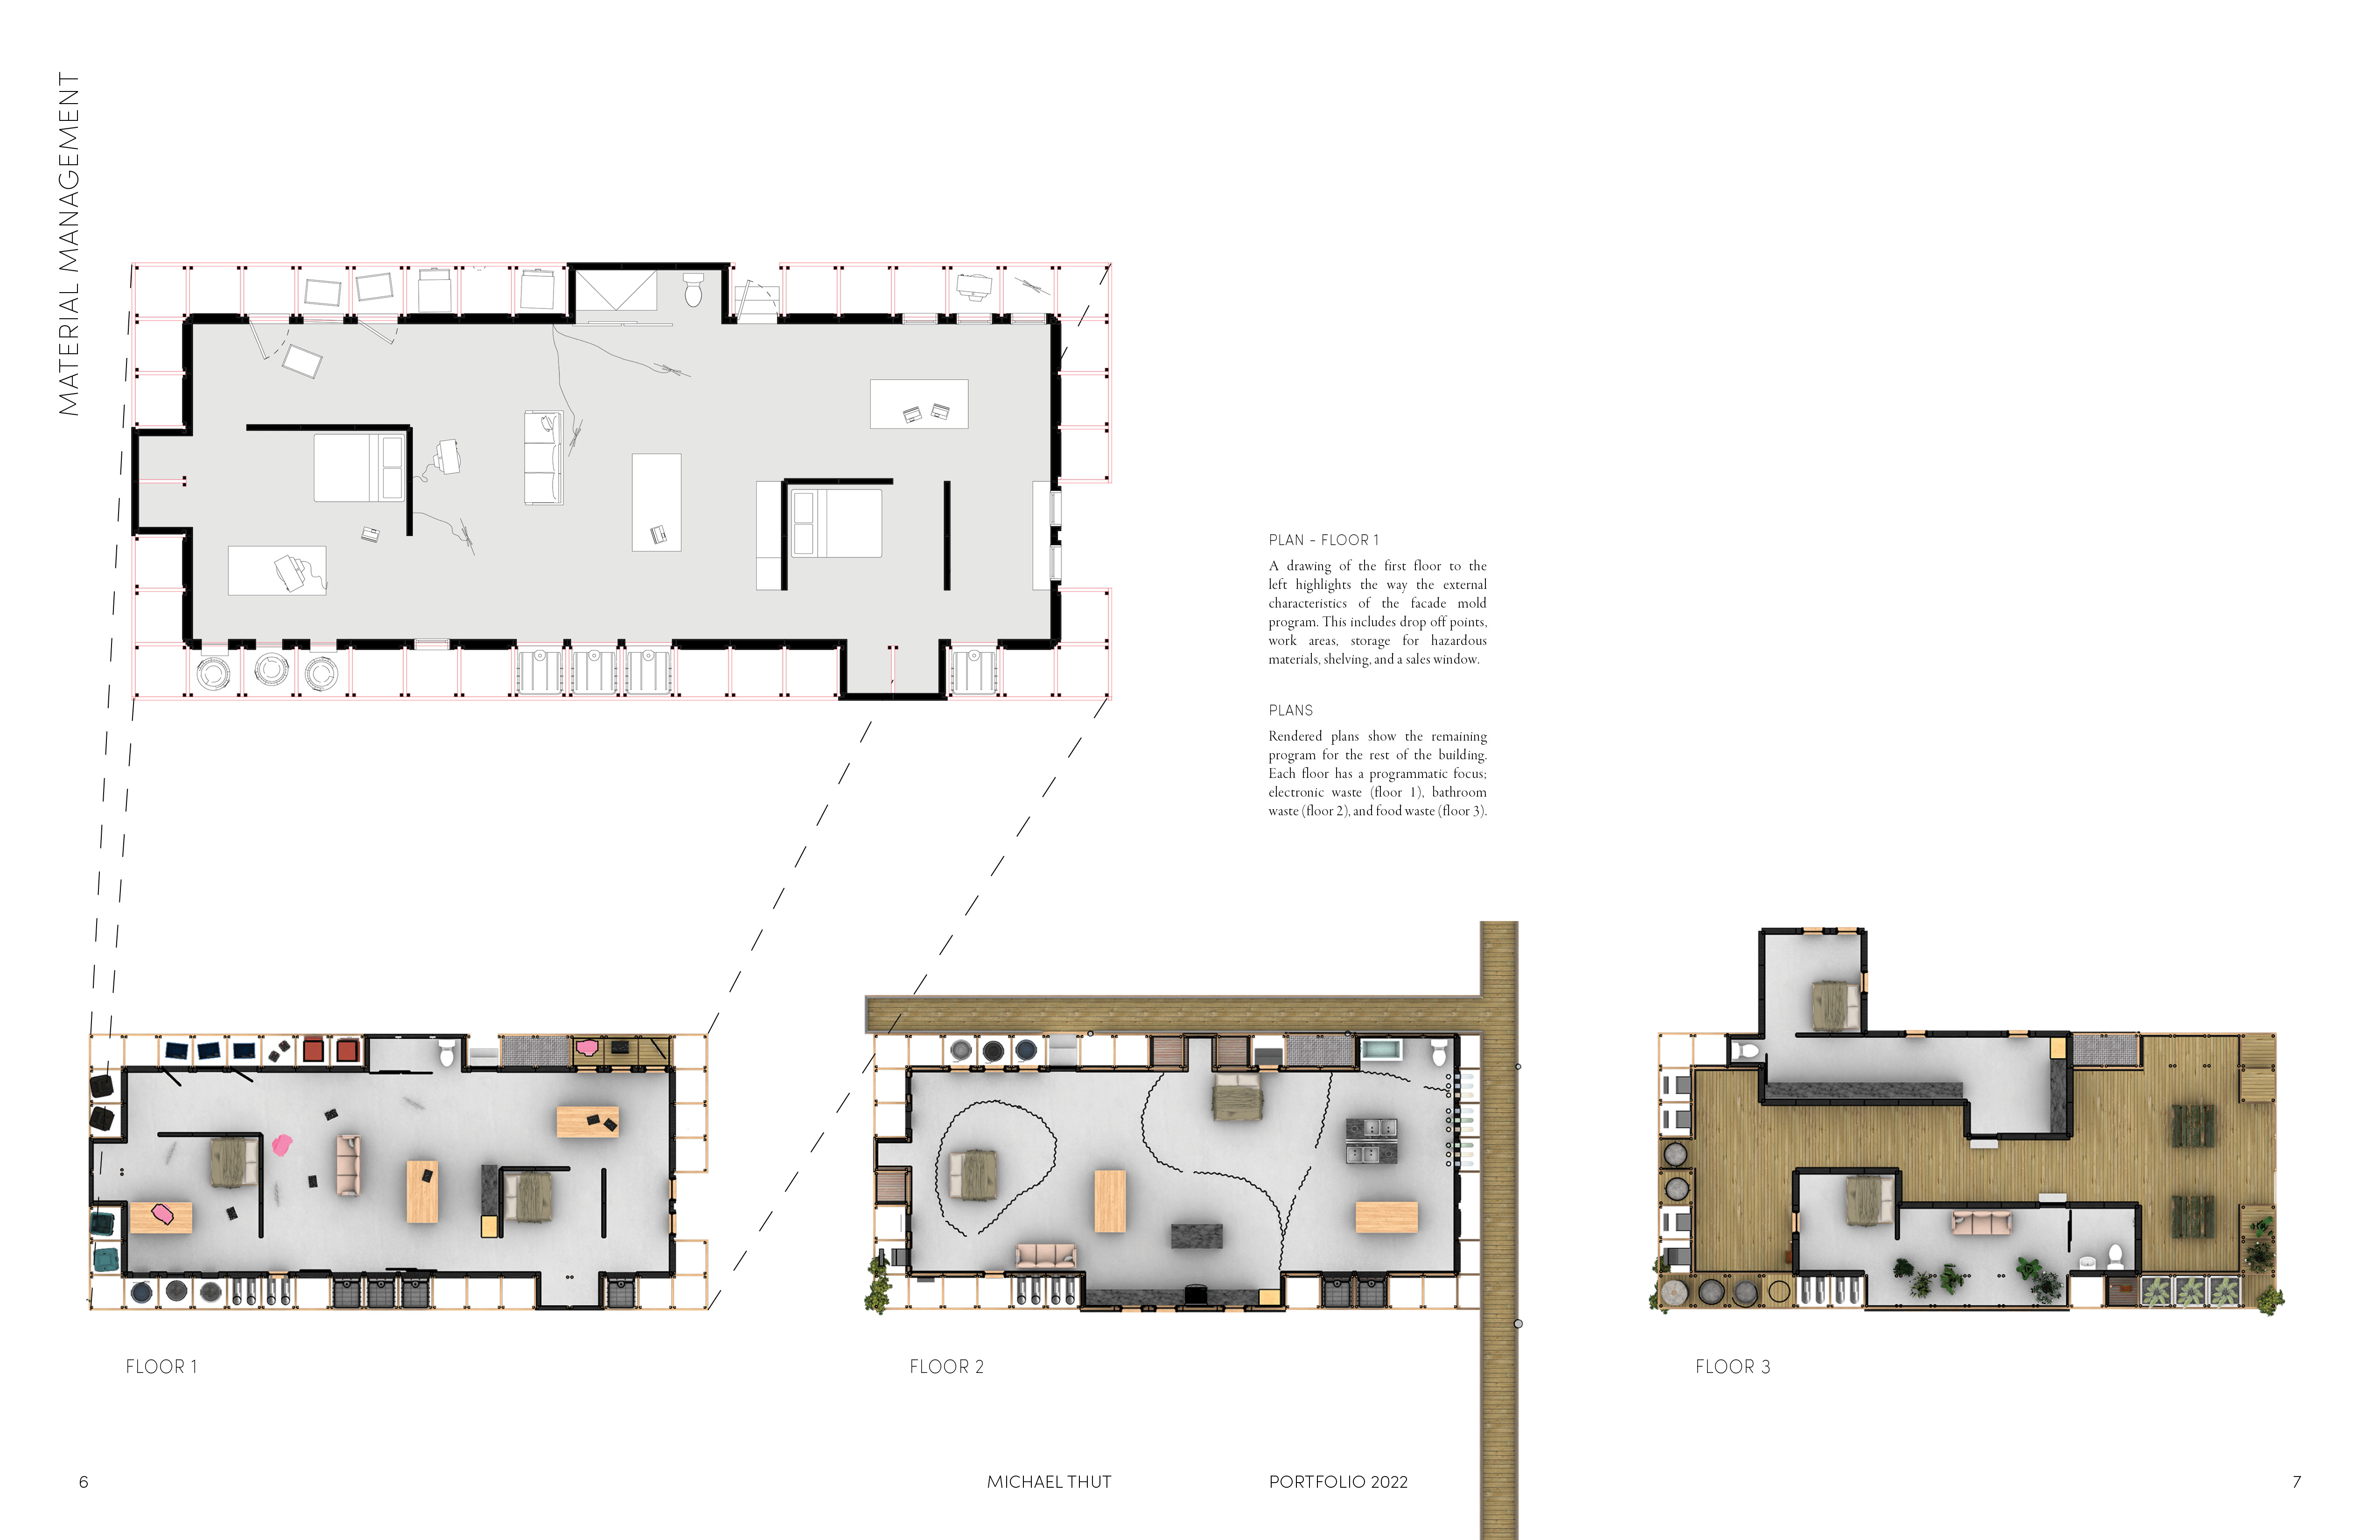 MATERIAL MANAGEMENT
PLAN - FLOOR 1
A drawing of the first floor to the
left highlights the way the external
characteristics of the facade mold
program. This includes drop off points,
work areas, storage for hazardous
materials, shelving, and a sales window.
PLANS
Rendered plans show the remaining
program for the rest of the building.
Each floor has a programmatic focus;
electronic waste (floor 1), bathroom
waste (floor 2), and food waste (floor 3).
FLOOR 1
FLOOR 2
FLOOR 3
6
MICHAEL THUT
PORTFOLIO 2022
7